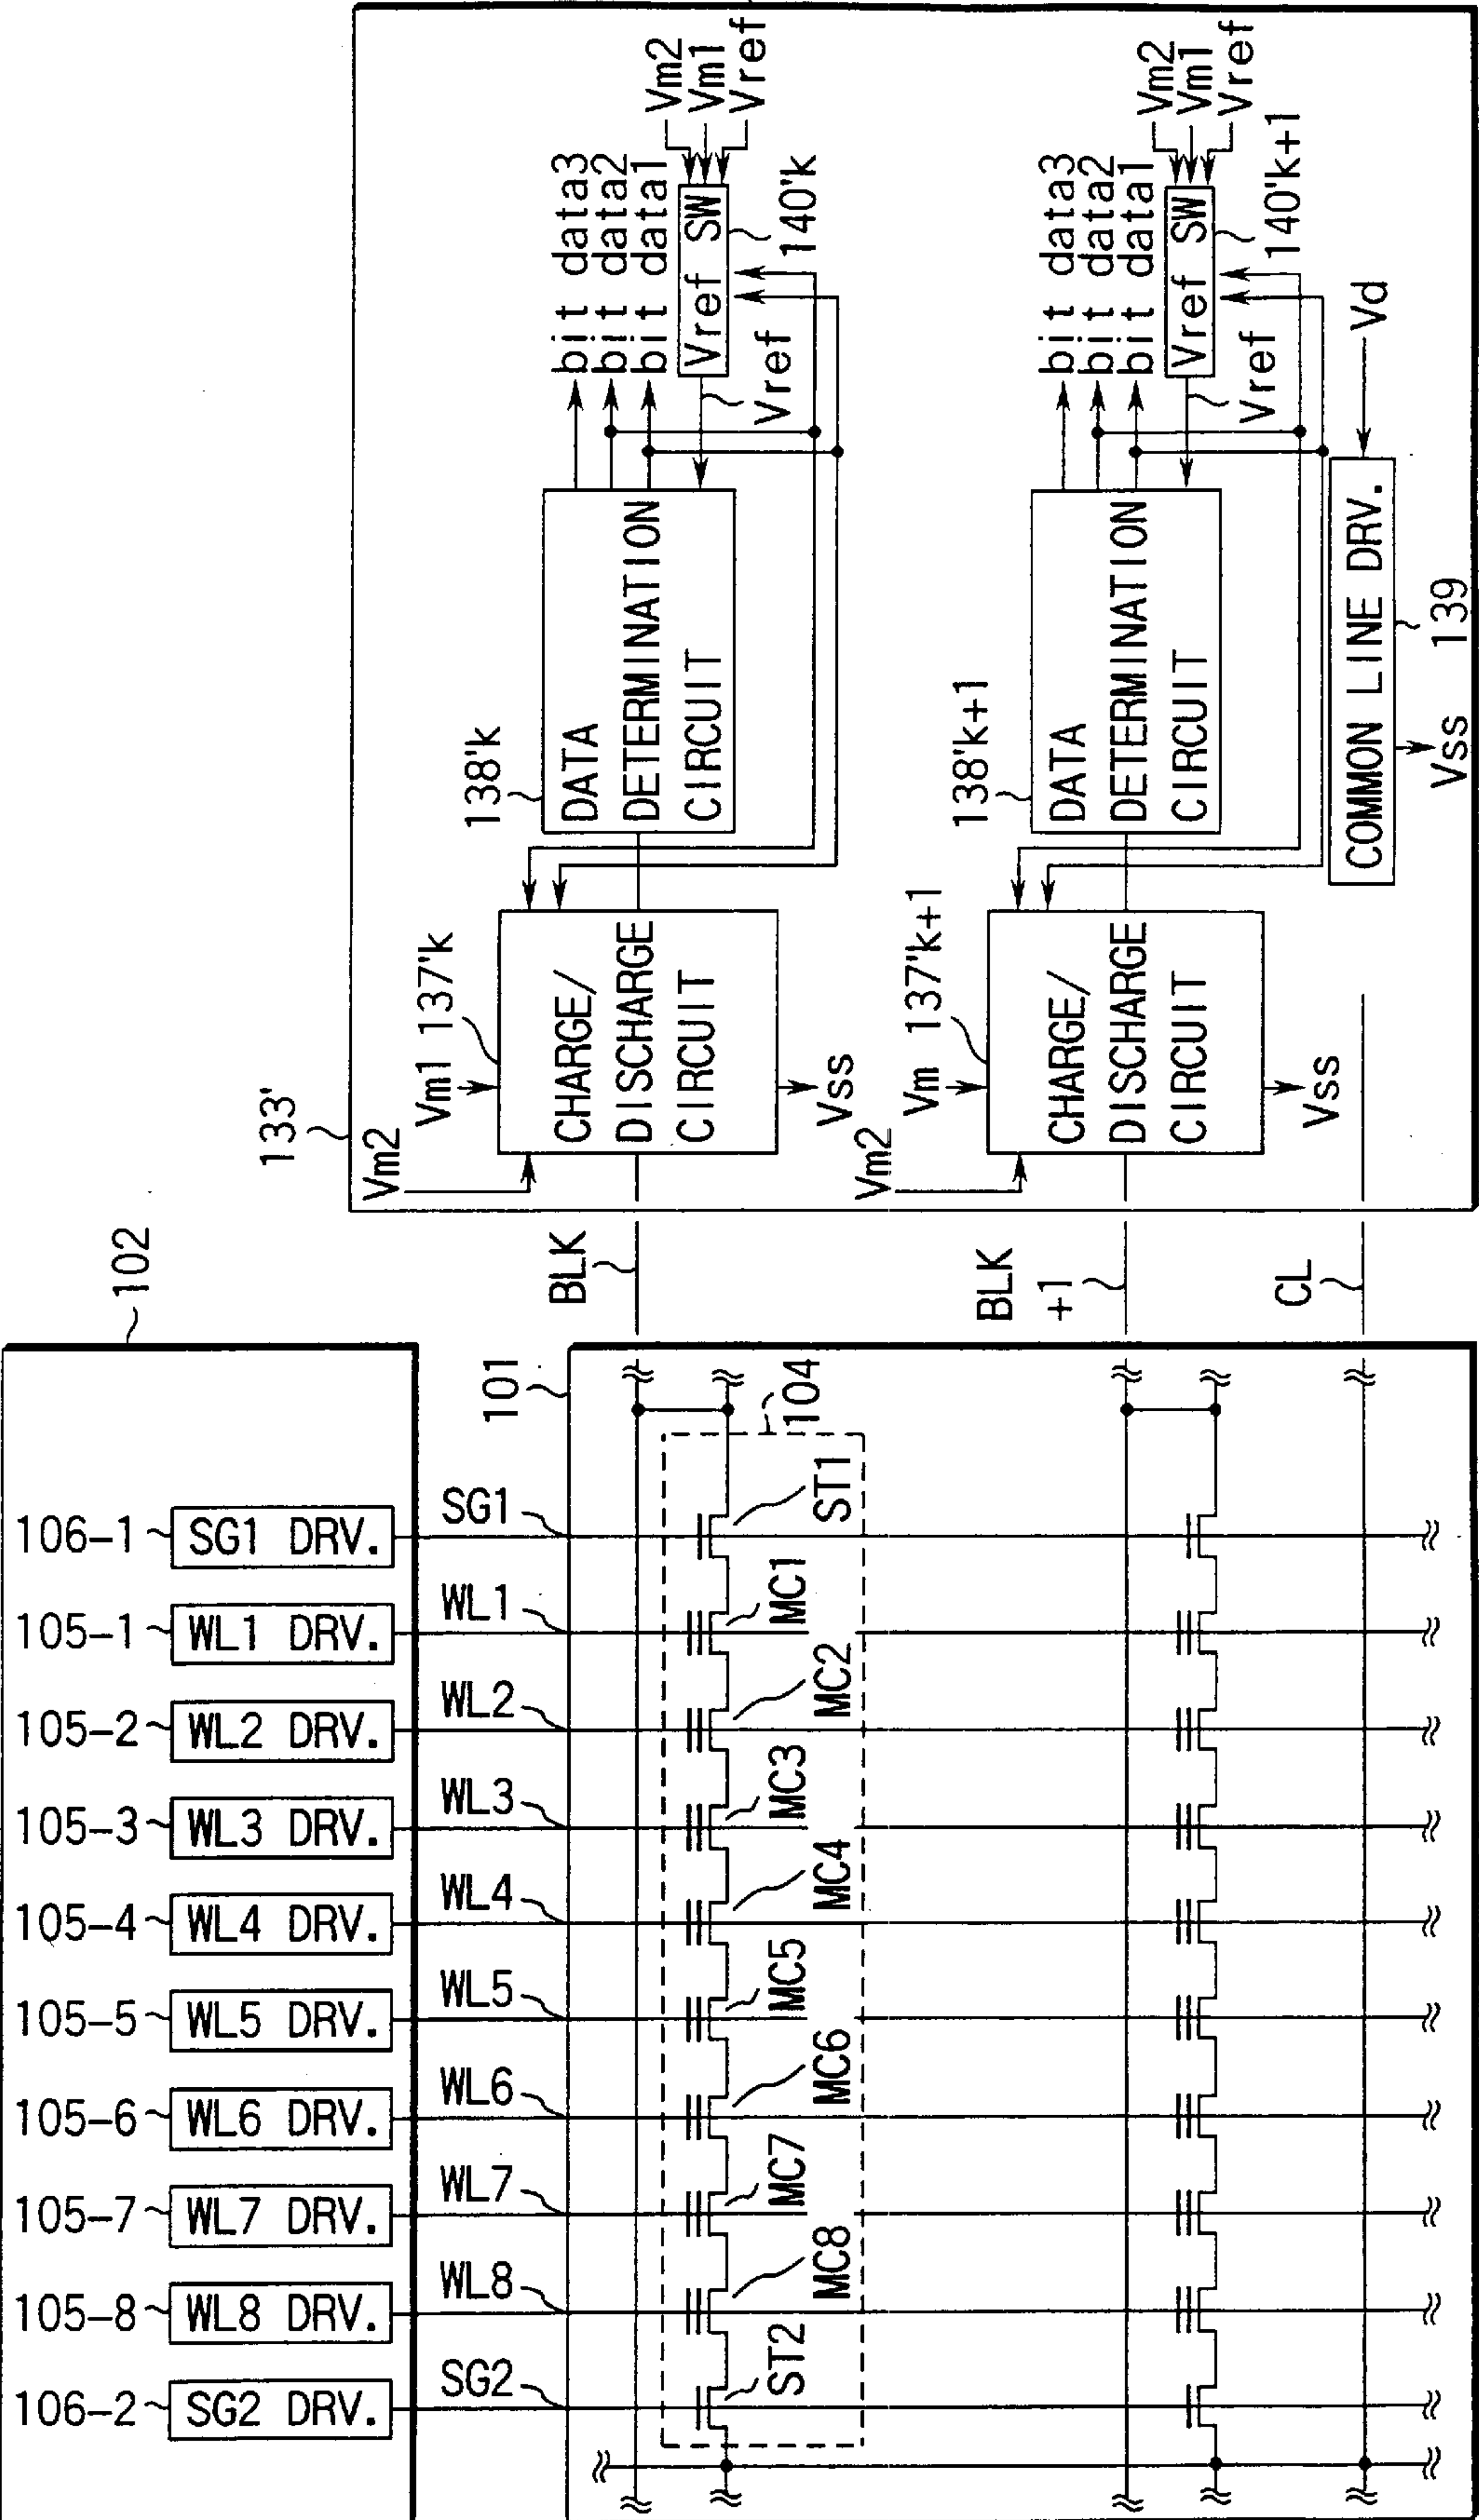 102
106-1
SG1 DRV.
105-1
WL1 DRV.
105-2
WL2 DRV.
105-3
WL3 DRV.
105-4
WL4 DRV.
105-5
WL5 DRV.
105-6
WL6 DRV.
105-7
WL7 DRV.
105-8
WL8 DRV.
106-2
SG2 DRV.
101
SG1
WL1
WL2
WL3
WL4
WL5
WL6
WL7
WL8
SG2
104
ST1
MC1
MC2
MC3
MC4
MC5
MC6
MC7
MC8
ST2
BLK
BLK
+1
CL
133'
Vm2
Vm1
137'k
CHARGE/
DISCHARGE
CIRCUIT
Vss
138'k
DATA
DETERMINATION
CIRCUIT
bit data3
bit data2
bit data1
Vref SW
Vm2
Vm1
Vref
140'k
Vref
Vm2
Vm
137'k+1
CHARGE/
DISCHARGE
CIRCUIT
Vss
138'k+1
DATA
DETERMINATION
CIRCUIT
bit data3
bit data2
bit data1
Vref SW
Vm2
Vm1
Vref
140'k+1
Vref
COMMON LINE DRV.
Vd
Vss
139